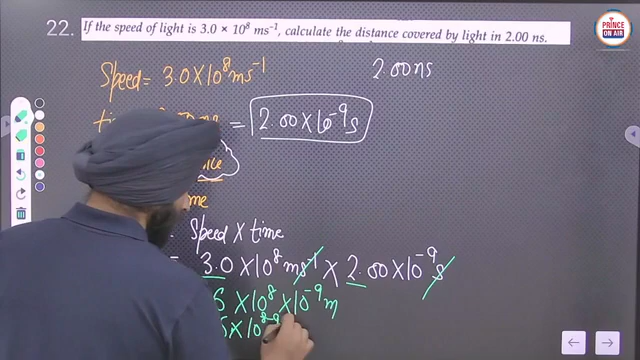 22. If the speed of light is 3.0 × 10⁸ ms⁻¹, calculate the distance covered by light in 2.00 ns.
PRINCE
ON AIR
Speed = 3.0 X 10⁸ ms⁻¹
2.00 ns
= 2.00 X 10⁻⁹ s
= Speed X time
= 3.0 X 10⁸ ms⁻¹ X 2.00 X 10⁻⁹ s
X 10⁸ X 10⁻⁹ m
X 10⁸⁻⁹